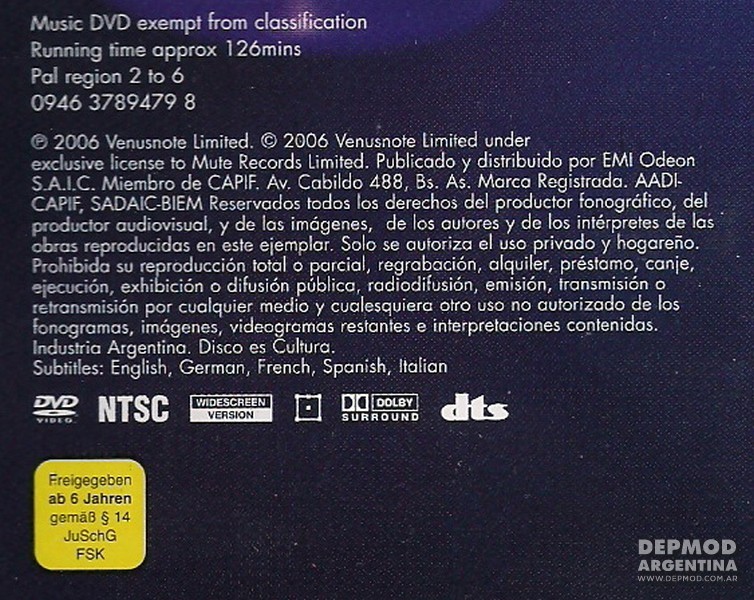 Music DVD exempt from classification
Running time approx 126mins
Pal region 2 to 6
0946 3789479 8
℗ 2006 Venusnote Limited. © 2006 Venusnote Limited under
exclusive license to Mute Records Limited. Publicado y distribuido por EMI Odeon
S.A.I.C. Miembro de CAPIF. Av. Cabildo 488, Bs. As. Marca Registrada. AADI-
CAPIF, SADAIC-BIEM Reservados todos los derechos del productor fonográfico, del
productor audiovisual, y de las imágenes, de los autores y de los intérpretes de las
obras reproducidas en este ejemplar. Solo se autoriza el uso privado y hogareño.
Prohibida su reproducción total o parcial, regrabación, alquiler, préstamo, canje,
ejecución, exhibición o difusión pública, radiodifusión, emisión, transmisión o
retransmisión por cualquier medio y cualesquiera otro uso no autorizado de los
fonogramas, imágenes, videogramas restantes e interpretaciones contenidas.
Industria Argentina. Disco es Cultura.
Subtitles: English, German, French, Spanish, Italian
DVD VIDEO NTSC WIDESCREEN VERSION DOLBY SURROUND dts
Freigegeben
ab 6 Jahren
gemäß § 14
JuSchG
FSK
DEPMOD
ARGENTINA
WWW.DEPMOD.COM.AR